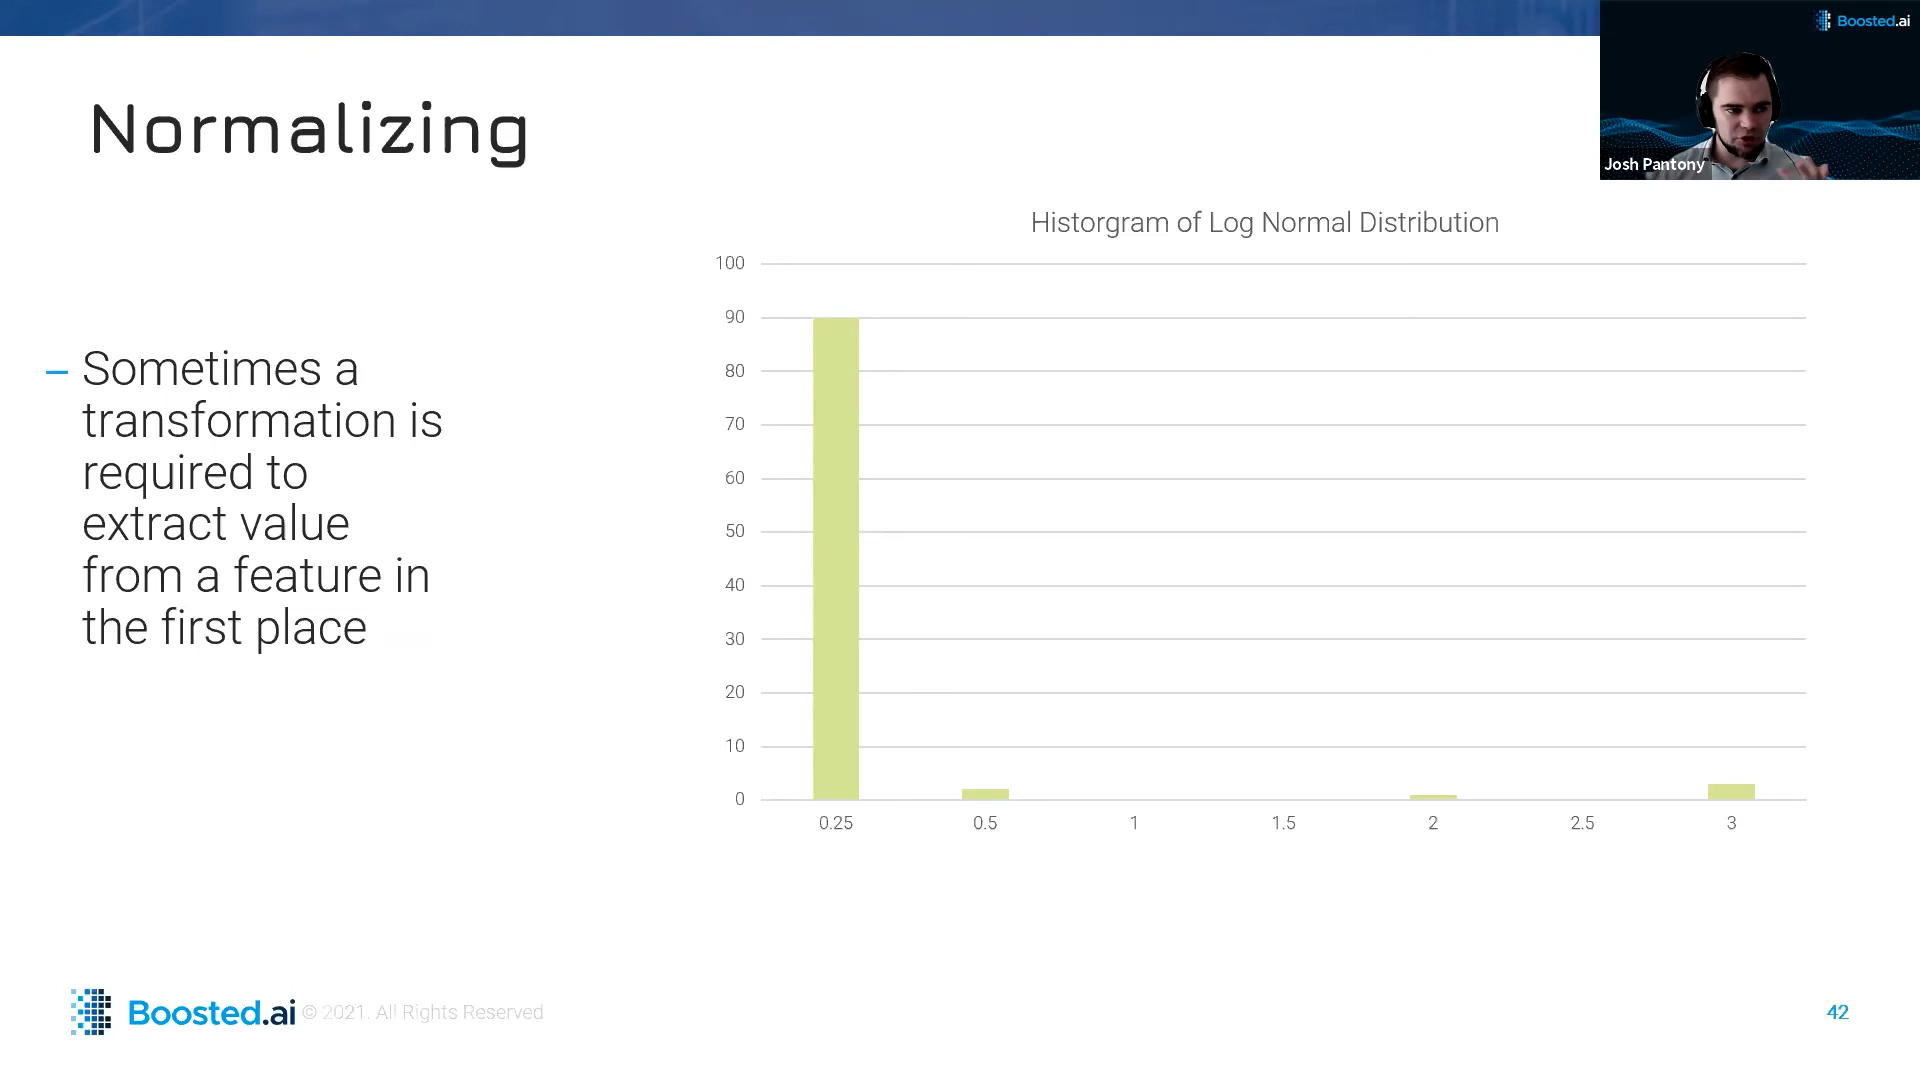 Boosted.ai
Josh Pantony
Normalizing
– Sometimes a
transformation is
required to
extract value
from a feature in
the first place
Historgram of Log Normal Distribution
100
90
80
70
60
50
40
30
20
10
0
0.25 0.5 1 1.5 2 2.5 3
Boosted.ai © 2021. All Rights Reserved
42